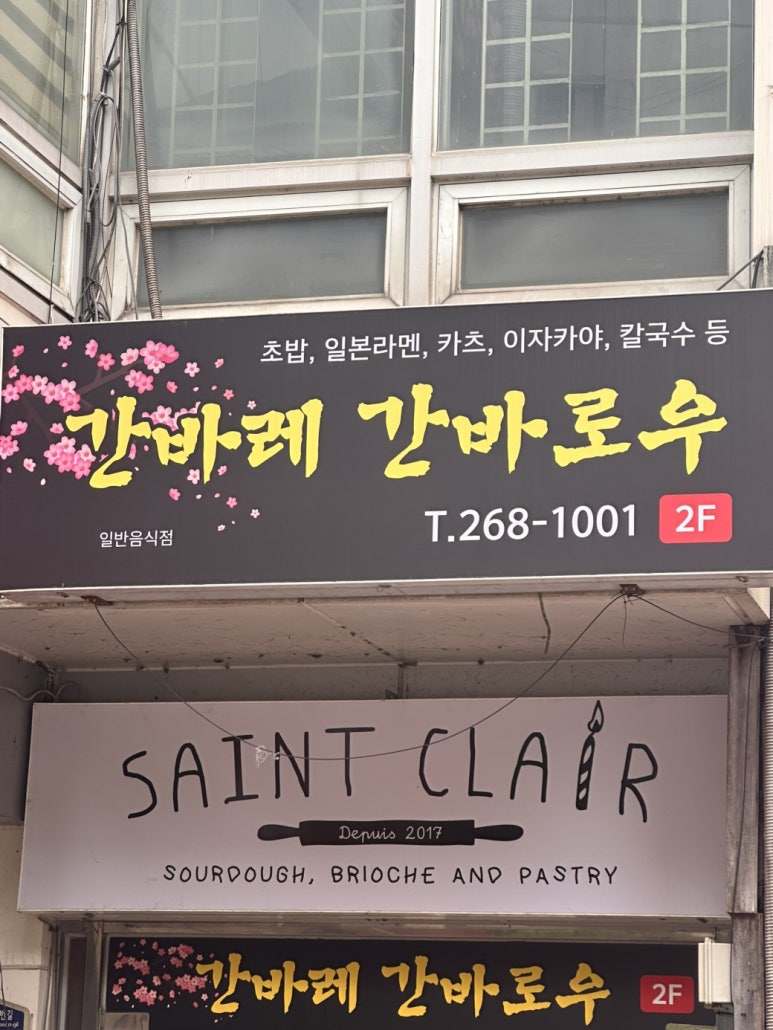 초밥, 일본라멘, 카츠, 이자카야, 칼국수 등
간바레 간바로우
T.268-1001 2F
일반음식점
SAINT CLAIR
Depuis 2017
SOURDOUGH, BRIOCHE AND PASTRY
간바레 간바로우 2F
번길